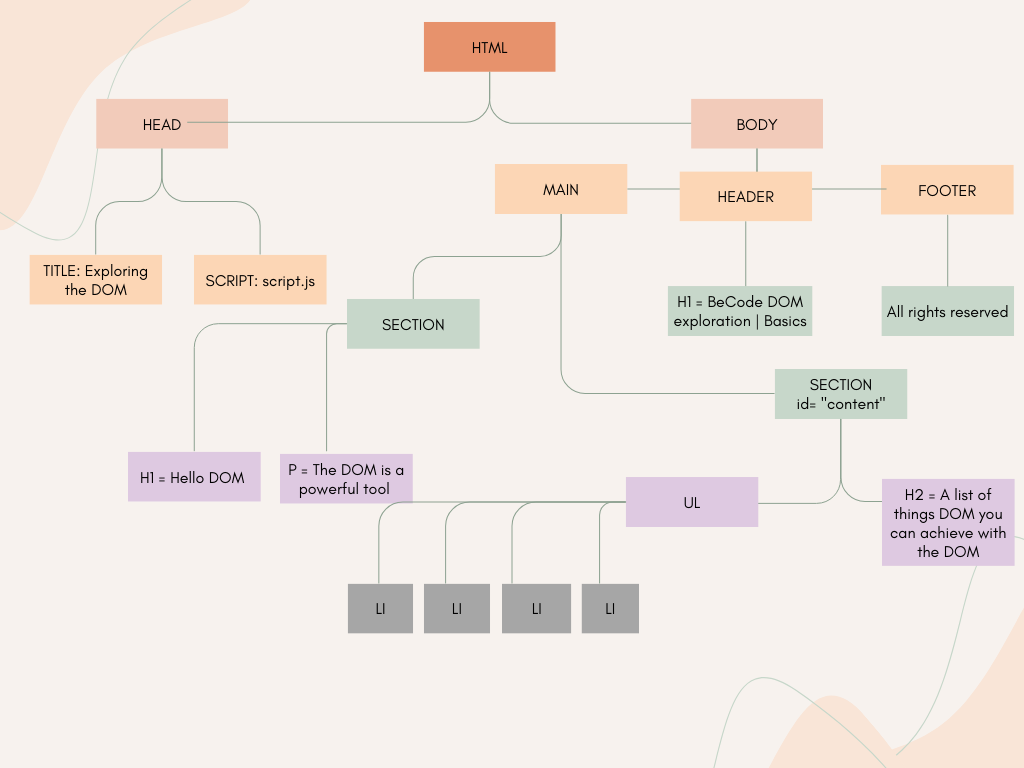 HTML
HEAD
BODY
MAIN
HEADER
FOOTER
TITLE: Exploring
the DOM
SCRIPT: script.js
H1 = BeCode DOM
exploration | Basics
All rights reserved
SECTION
SECTION
id= "content"
H1 = Hello DOM
P = The DOM is a
powerful tool
UL
H2 = A list of
things DOM you
can achieve with
the DOM
LI
LI
LI
LI